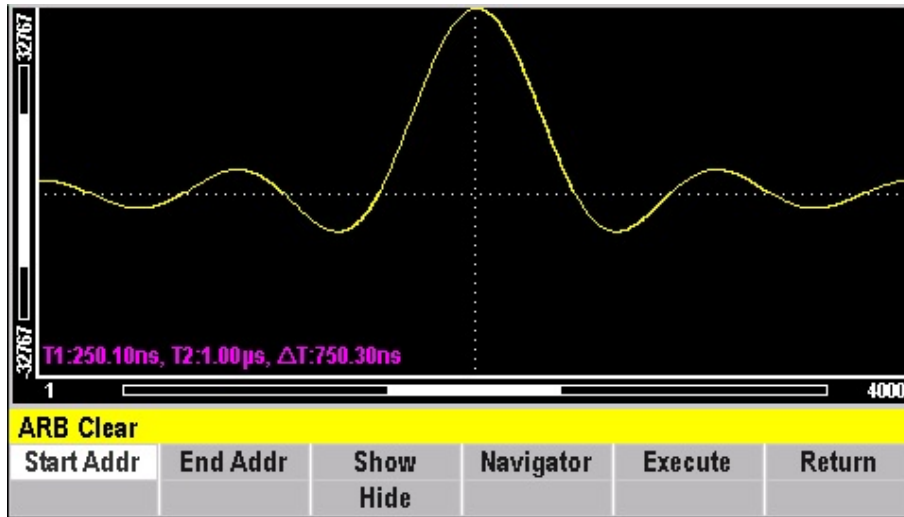 32767
-32767
T1:250.10ns, T2:1.00µs, ΔT:750.30ns
1 4000
ARB Clear
Start Addr End Addr Show Navigator Execute Return
Hide